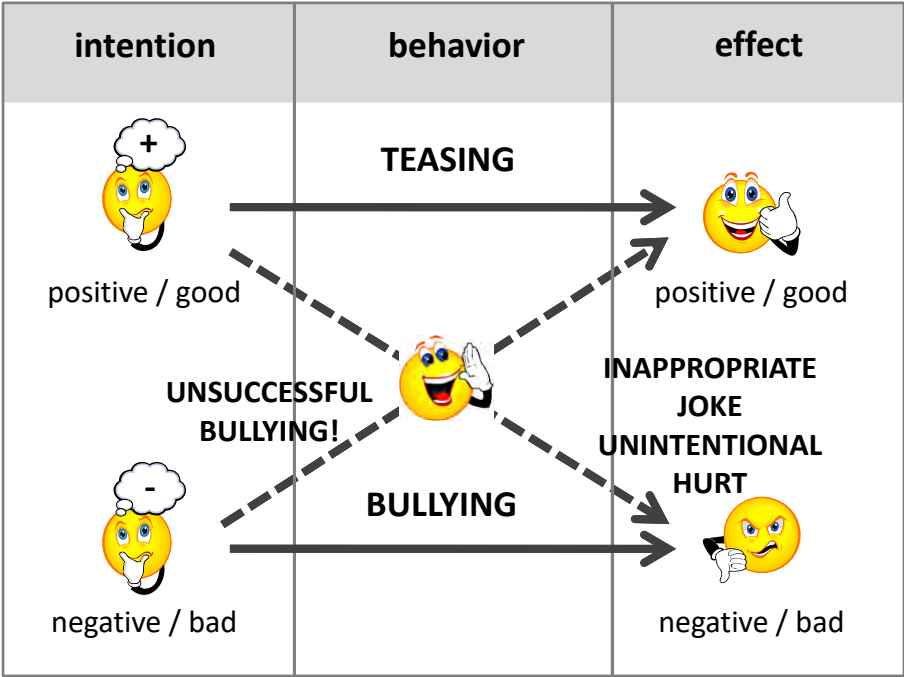 intention
behavior
effect
+
TEASING
positive / good
positive / good
UNSUCCESSFUL
BULLYING!
INAPPROPRIATE
JOKE
UNINTENTIONAL
HURT
-
BULLYING
negative / bad
negative / bad